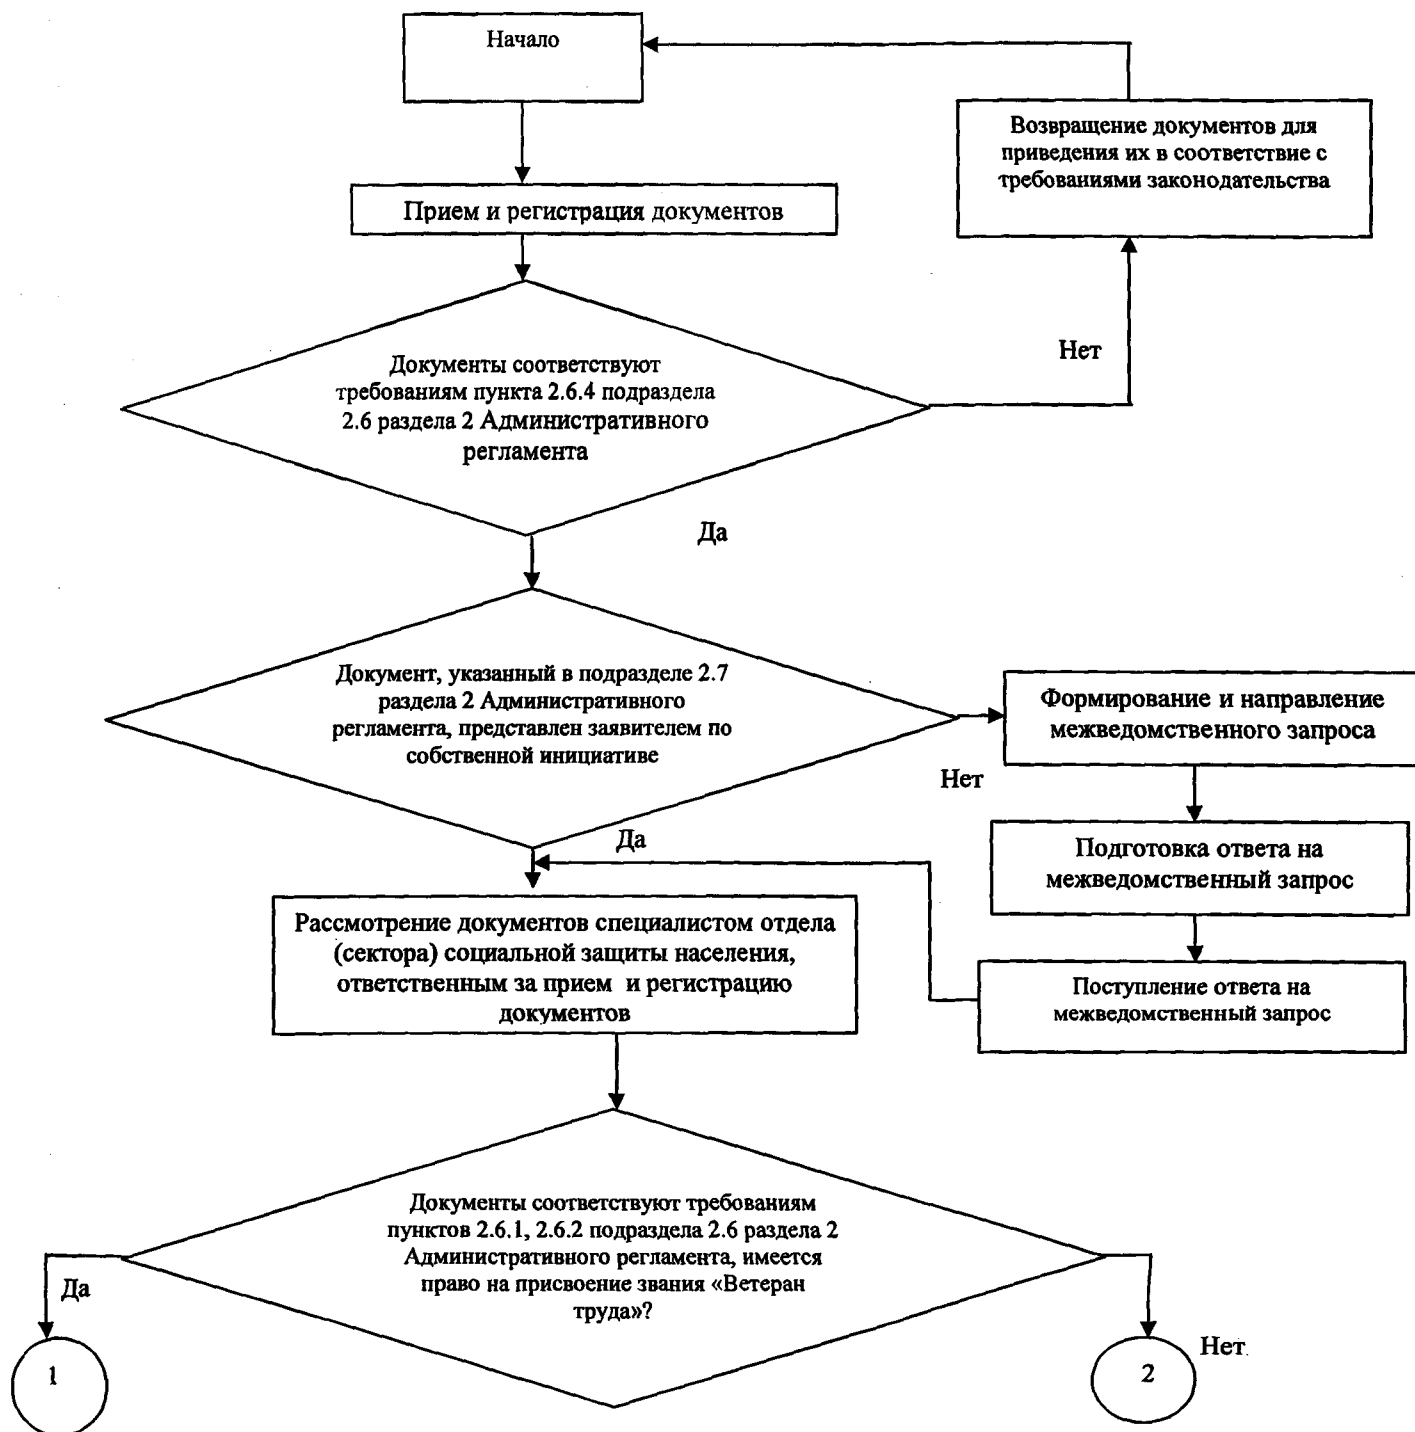 Начало
Возвращение документов для
приведения их в соответствие с
требованиями законодательства
Прием и регистрация документов
Документы соответствуют
требованиям пункта 2.6.4 подраздела
2.6 раздела 2 Административного
регламента
Нет
Да
Документ, указанный в подразделе 2.7
раздела 2 Административного
регламента, представлен заявителем по
собственной инициативе
Формирование и направление
межведомственного запроса
Нет
Да
Подготовка ответа на
межведомственный запрос
Рассмотрение документов специалистом отдела
(сектора) социальной защиты населения,
ответственным за прием и регистрацию
документов
Поступление ответа на
межведомственный запрос
Документы соответствуют требованиям
пунктов 2.6.1, 2.6.2 подраздела 2.6 раздела 2
Административного регламента, имеется
право на присвоение звания «Ветеран
труда»?
Да
1
Нет
2